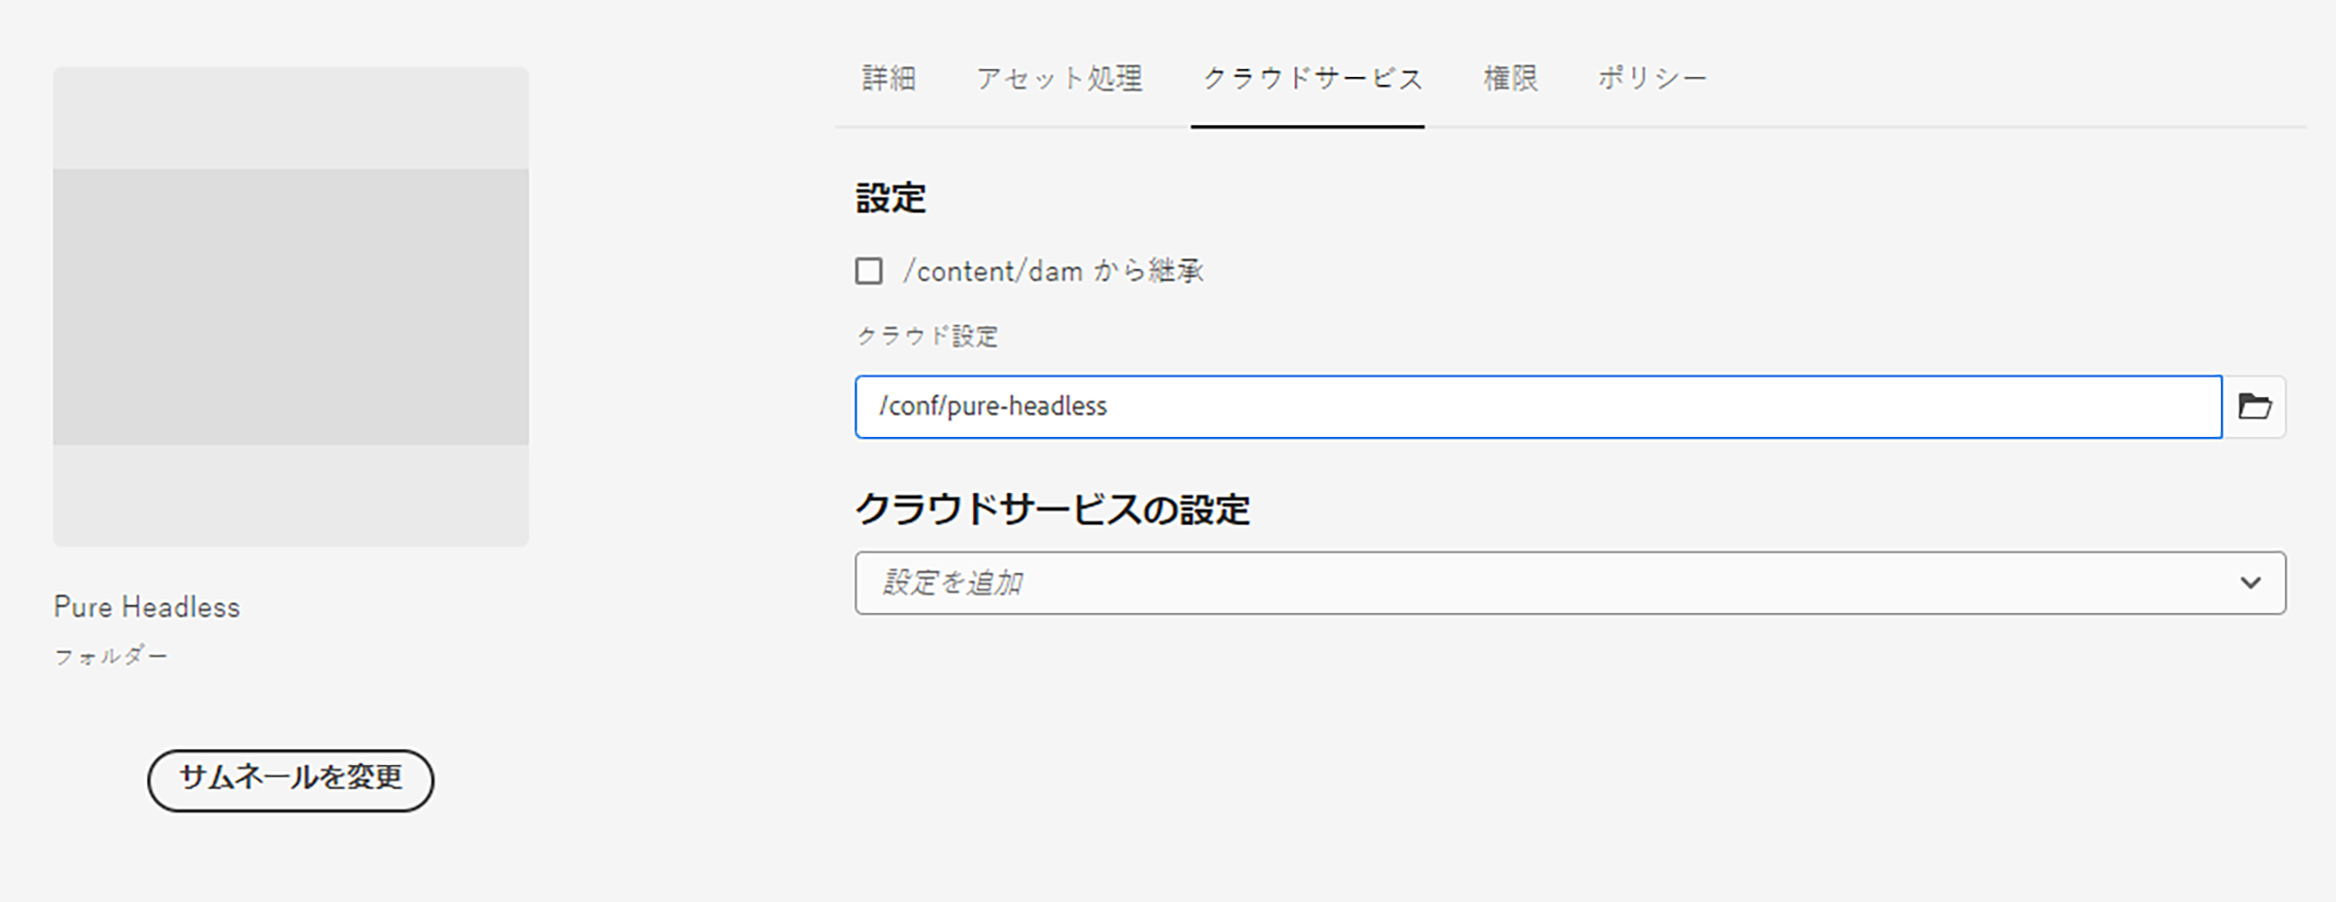 詳細 アセット処理 クラウドサービス 権限 ポリシー
設定
/content/dam から継承
クラウド設定
/conf/pure-headless
クラウドサービスの設定
設定を追加
Pure Headless
フォルダー
サムネールを変更